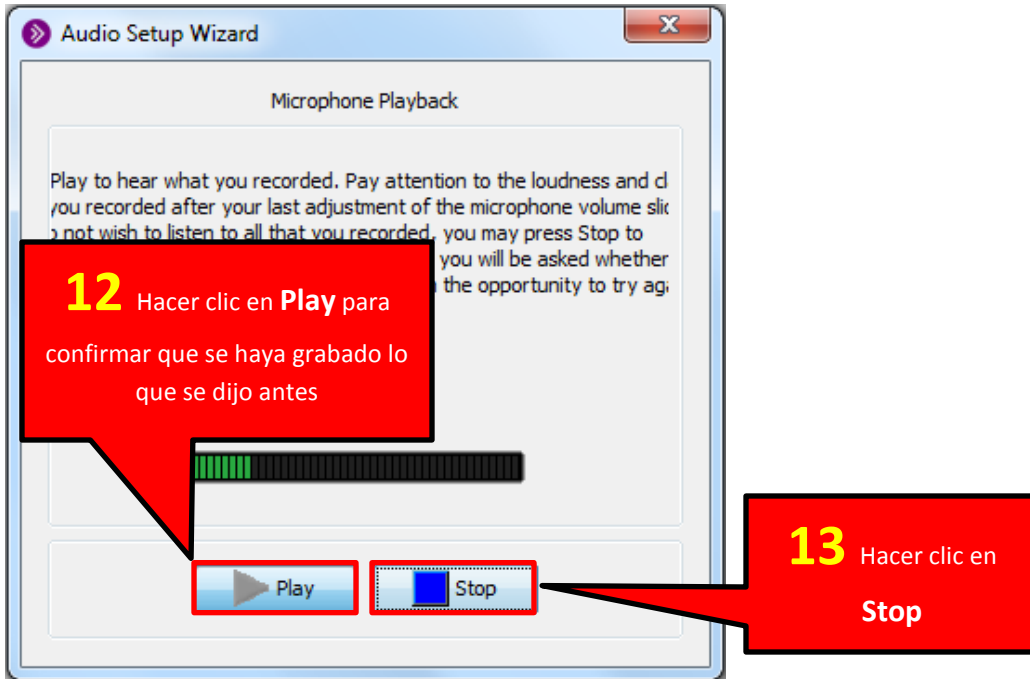 Audio Setup Wizard
Microphone Playback
Play to hear what you recorded. Pay attention to the loudness and
you recorded after your last adjustment of the microphone volume
not wish to listen to all that you recorded, you may press Stop to
you will be asked whether
the opportunity to try
12 Hacer clic en Play para
confirmar que se haya grabado lo
que se dijo antes
Play
Stop
13 Hacer clic en
Stop